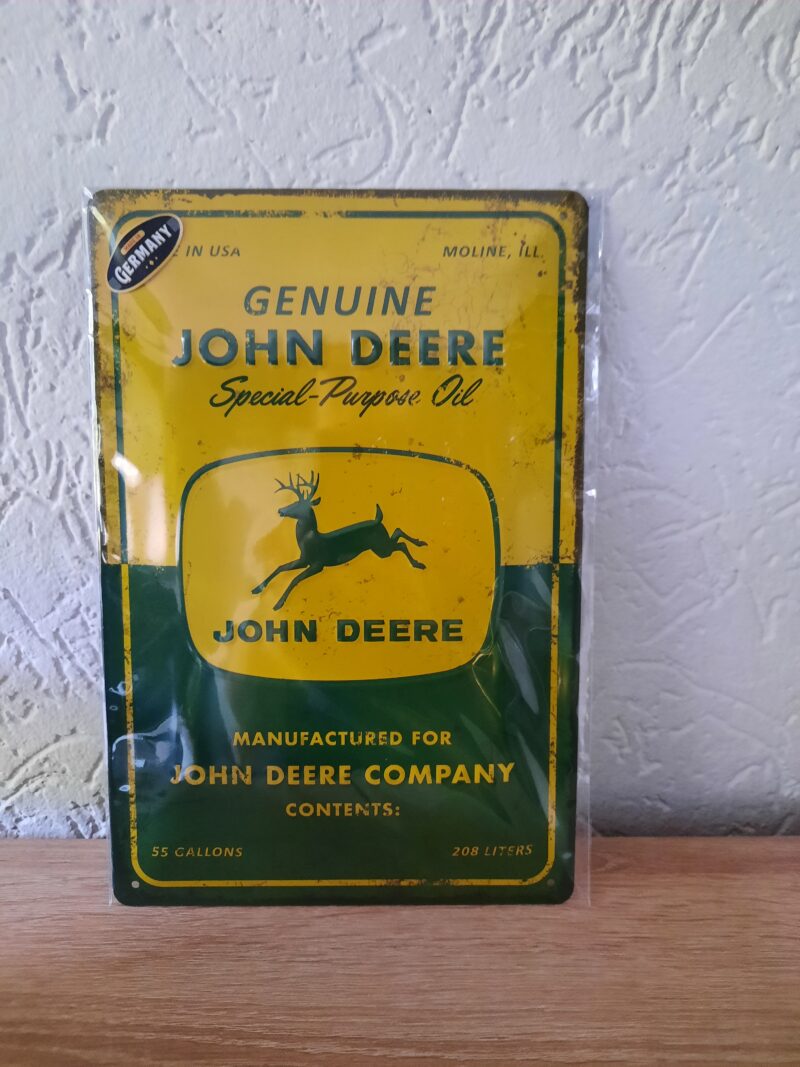 GERMANY
IN USA
MOLINE, ILL.
GENUINE
JOHN DEERE
Special-Purpose Oil
JOHN DEERE
MANUFACTURED FOR
JOHN DEERE COMPANY
CONTENTS:
55 GALLONS
208 LITERS